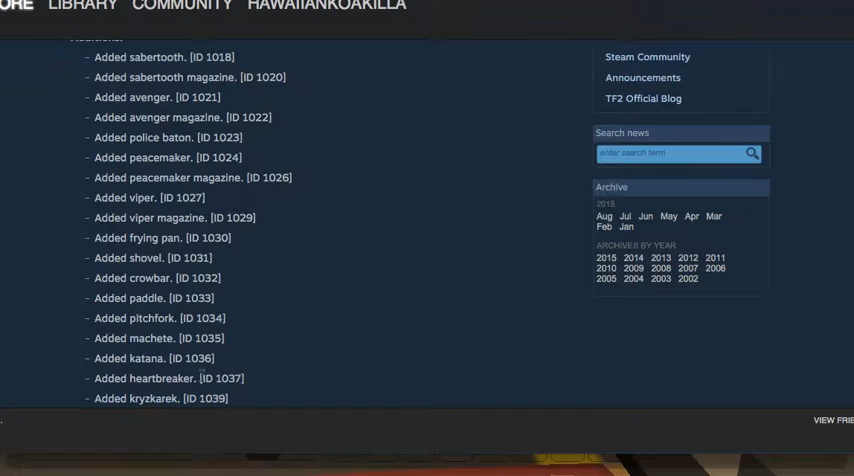 ORE LIBRARY COMMUNITY HAWAIIANKOAKILLA
Additions:
- Added sabertooth. [ID 1018]
- Added sabertooth magazine. [ID 1020]
- Added avenger. [ID 1021]
- Added avenger magazine. [ID 1022]
- Added police baton. [ID 1023]
- Added peacemaker. [ID 1024]
- Added peacemaker magazine. [ID 1026]
- Added viper. [ID 1027]
- Added viper magazine. [ID 1029]
- Added frying pan. [ID 1030]
- Added shovel. [ID 1031]
- Added crowbar. [ID 1032]
- Added paddle. [ID 1033]
- Added pitchfork. [ID 1034]
- Added machete. [ID 1035]
- Added katana. [ID 1036]
- Added heartbreaker. [ID 1037]
- Added kryzkarek. [ID 1039]
Steam Community
Announcements
TF2 Official Blog
Search news
enter search term
Archive
2015
Aug Jul Jun May Apr Mar
Feb Jan
ARCHIVES BY YEAR
2015 2014 2013 2012 2011
2010 2009 2008 2007 2006
2005 2004 2003 2002
VIEW FRIE